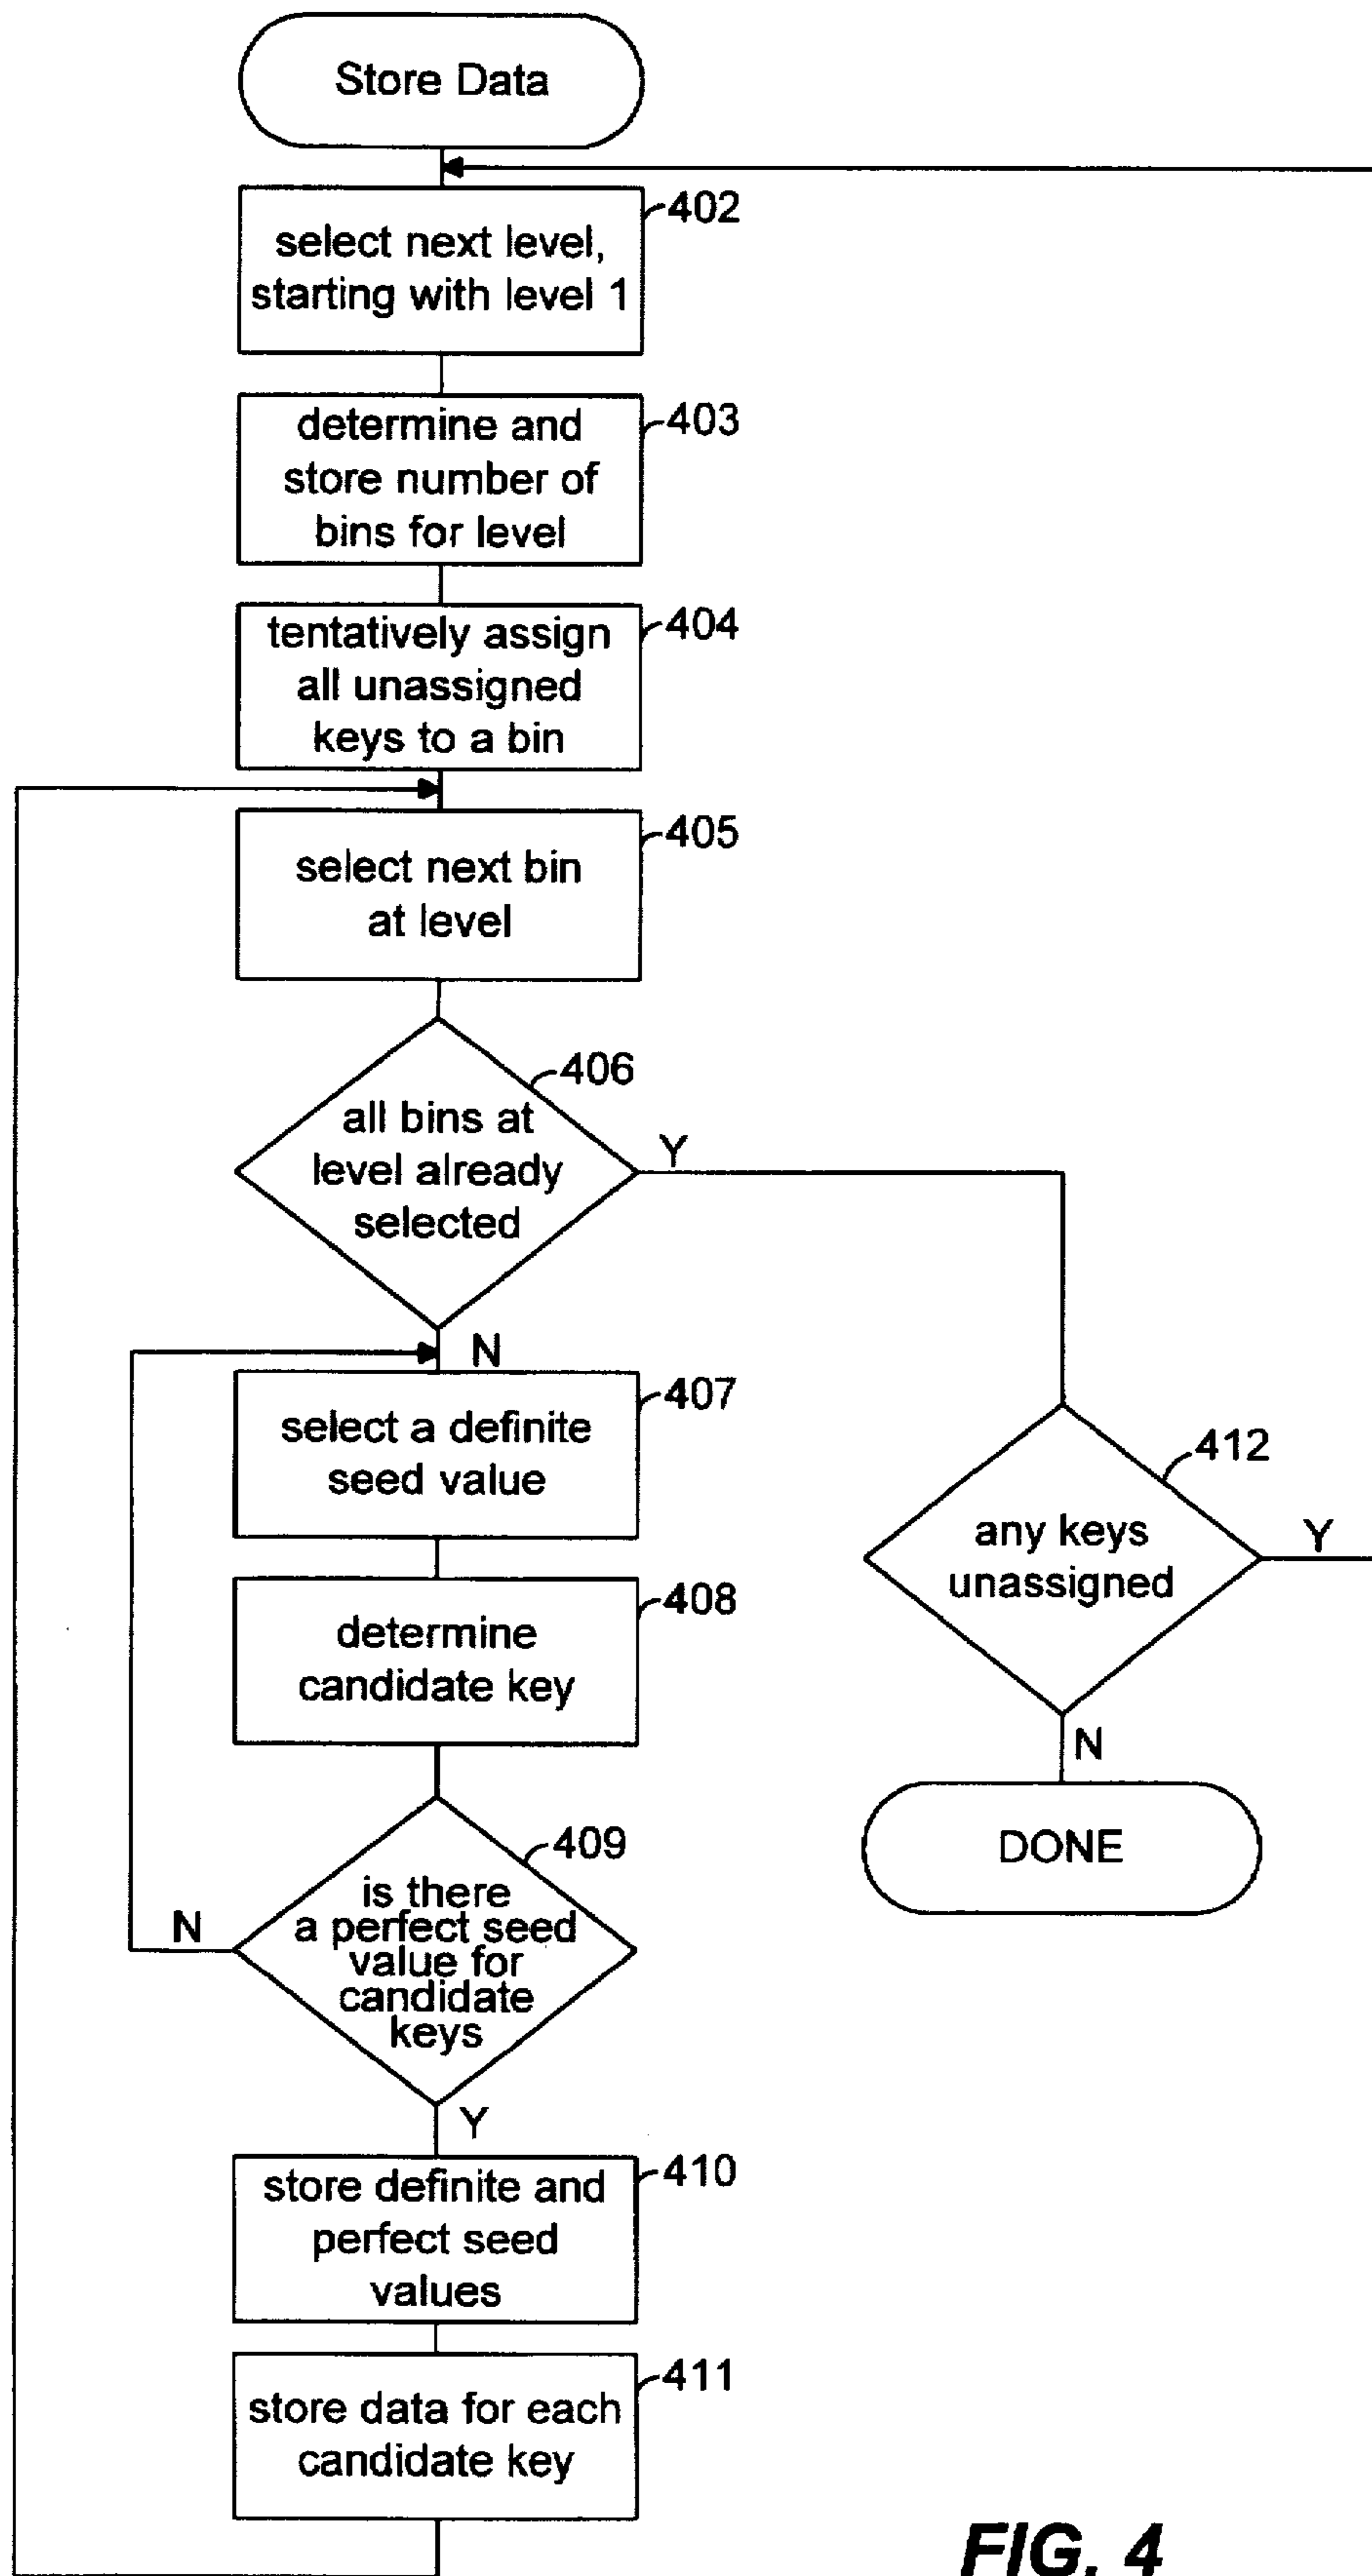 Store Data
402
select next level,
starting with level 1
403
determine and
store number of
bins for level
404
tentatively assign
all unassigned
keys to a bin
405
select next bin
at level
406
all bins at
level already
selected
Y
N
407
select a definite
seed value
408
determine
candidate key
409
is there
a perfect seed
value for
candidate
keys
N
Y
410
store definite and
perfect seed
values
411
store data for each
candidate key
412
any keys
unassigned
Y
N
DONE
FIG. 4